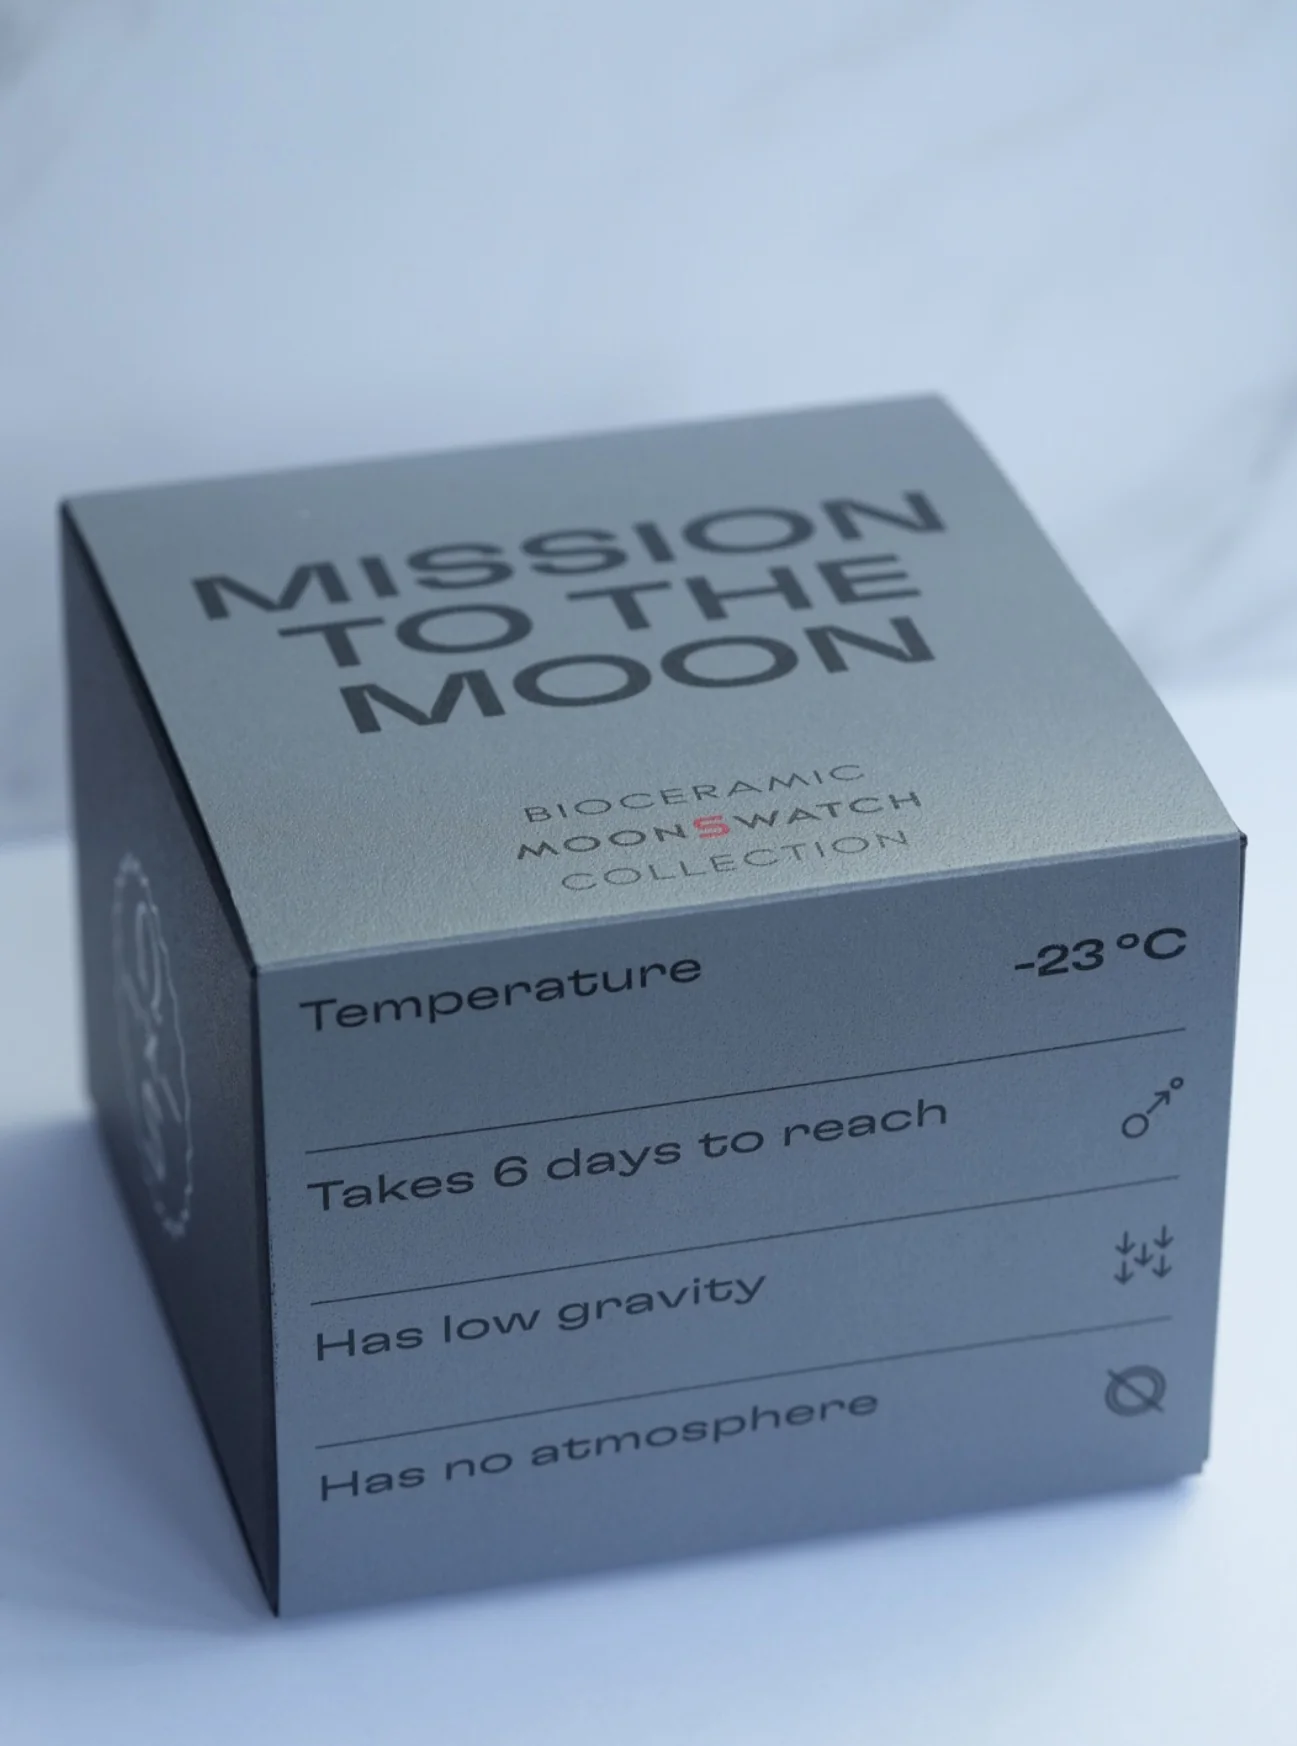 MISSION
TO THE
MOON
BIOCERAMIC
MOONSWATCH
COLLECTION
Temperature -23 °C
Takes 6 days to reach
Has low gravity
Has no atmosphere